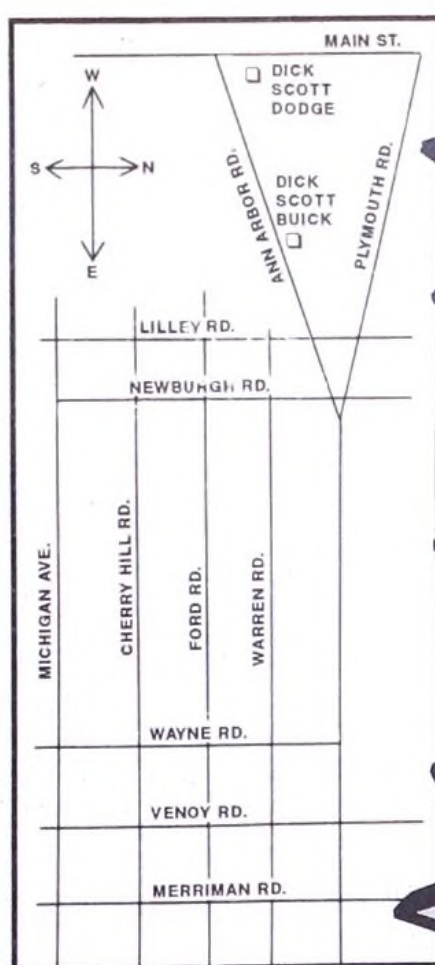 MAIN ST.
W
DICK
SCOTT
DODGE
S
N
ANN ARBOR RD.
PLYMOUTH RD.
DICK
SCOTT
BUICK
E
LILLEY RD.
NEWBURGH RD.
MICHIGAN AVE.
CHERRY HILL RD.
FORD RD.
WARREN RD.
WAYNE RD.
VENOY RD.
MERRIMAN RD.